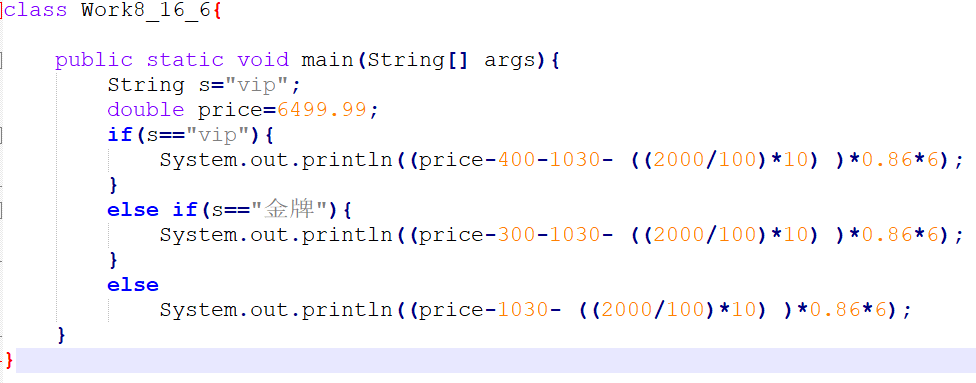 class Work8_16_6{
public static void main(String[] args){
String s="vip";
double price=6499.99;
if(s=="vip"){
System.out.println((price-400-1030- ((2000/100)*10) )*0.86*6);
}
else if(s=="金牌"){
System.out.println((price-300-1030- ((2000/100)*10) )*0.86*6);
}
else
System.out.println((price-1030- ((2000/100)*10) )*0.86*6);
}
}